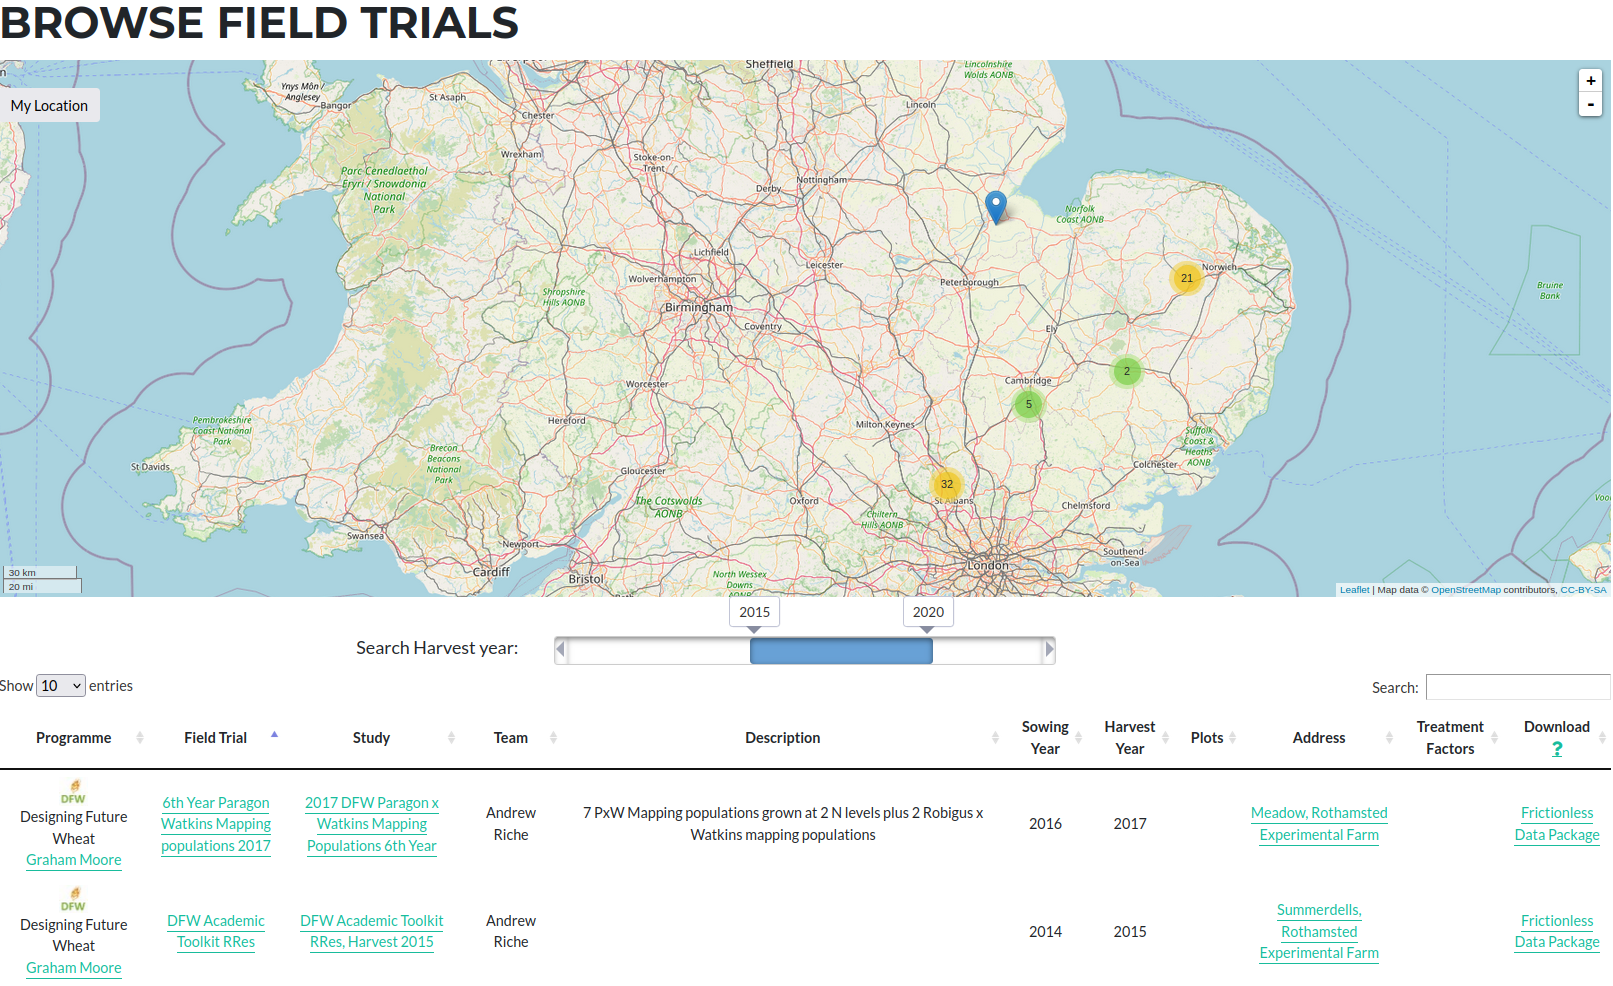 BROWSE FIELD TRIALS
Sheffield
Lincolnshire
Wolds AONB
+
-
n
Ynys Môn /
Anglesey
My Location
Bangor
St Asaph
Chester
Lincoln
Wrexham
Stoke-on-
Trent
Parc Cenedlaethol
Eryri / Snowdonia
National
Park
Derby
Nottingham
Norfolk
Coast AONB
Lichfield
Leicester
Norwich
Wolverhampton
21
Peterborough
Shropshire
Hills AONB
Bruine
Bank
Birmingham
Coventry
Ely
2
Worcester
Cambridge
5
Hereford
Milton Keynes
Pembrokeshire
Coast National
Park
Suffolk
Coast &
Heaths
AONB
Brecon
Beacons
National
Park
St Davids
Gloucester
Colchester
32
The Cotswolds
AONB
Oxford
St Albans
Chelmsford
Voo
Chiltern
Hills AONB
Swansea
Newport
Southend-
on-Sea
Cardiff
Bristol
London
North Wessex
Downs
AONB
30 km
20 mi
Leaflet | Map data © OpenStreetMap contributors, CC-BY-SA
2015 2020
Search Harvest year:
Show 10 entries
Search:
Programme Field Trial Study Team Description Sowing Year Harvest Year Plots Address Treatment Factors Download ?
DFW
Designing Future
Wheat
Graham Moore
6th Year Paragon
Watkins Mapping
populations 2017
2017 DFW Paragon x
Watkins Mapping
Populations 6th Year
Andrew
Riche
7 PxW Mapping populations grown at 2 N levels plus 2 Robigus x
Watkins mapping populations
2016
2017
Meadow, Rothamsted
Experimental Farm
Frictionless
Data Package
DFW
Designing Future
Wheat
Graham Moore
DFW Academic
Toolkit RRes
DFW Academic Toolkit
RRes, Harvest 2015
Andrew
Riche
2014
2015
Summerdells,
Rothamsted
Experimental Farm
Frictionless
Data Package